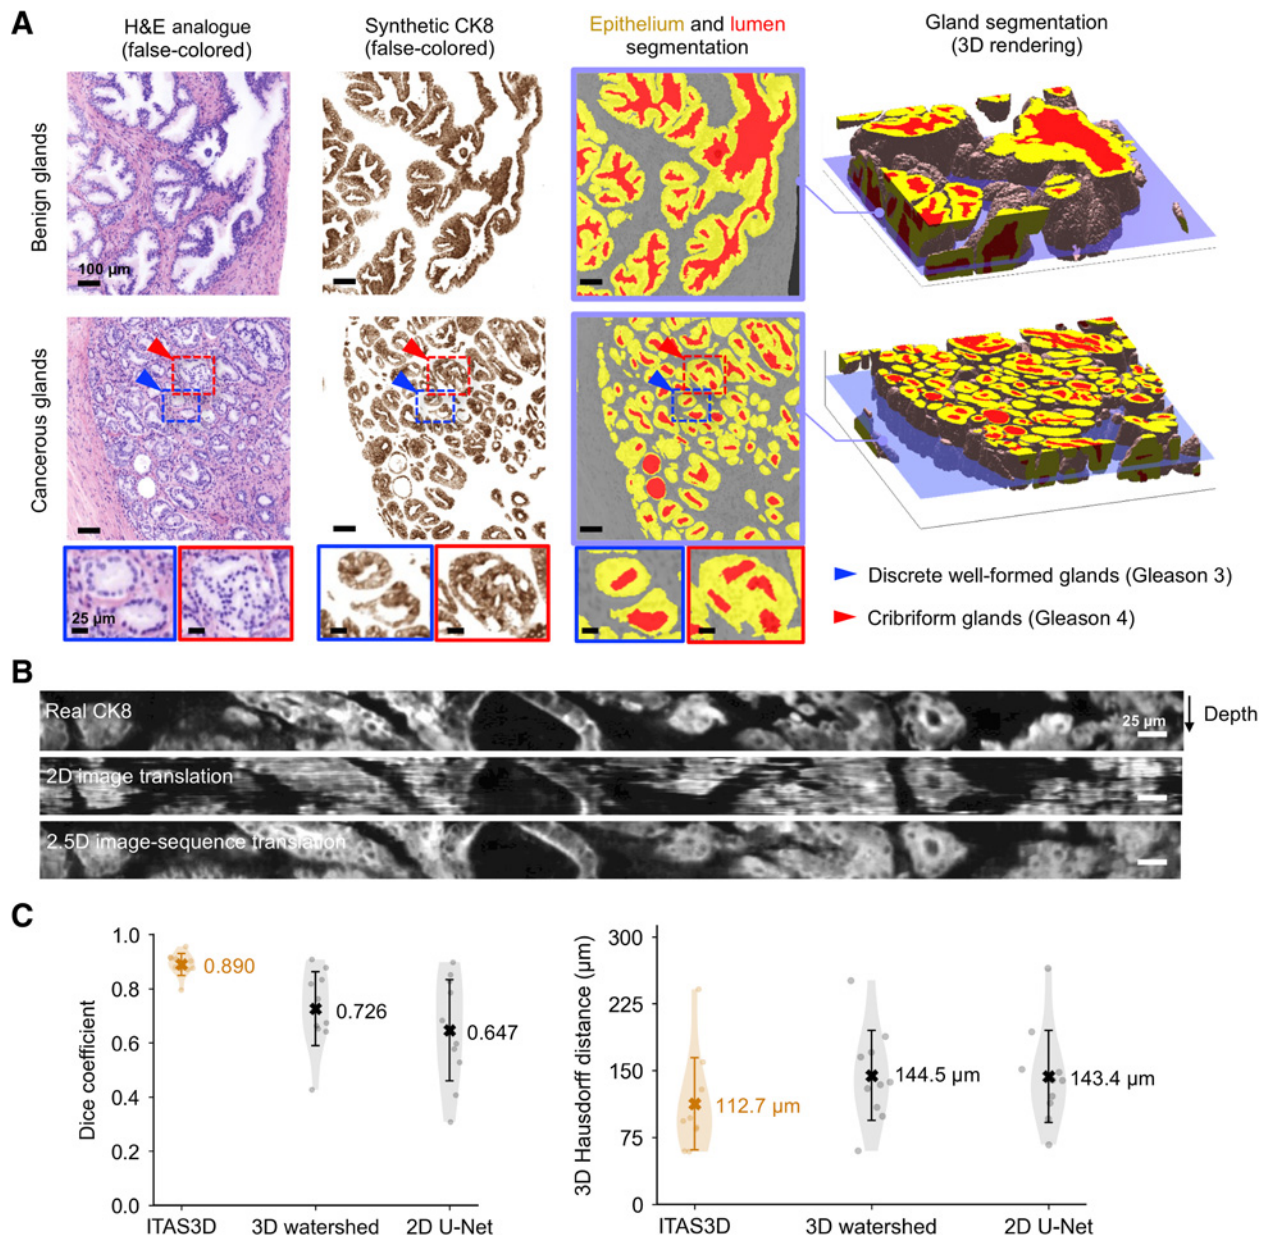 A
H&E analogue
(false-colored)
Synthetic CK8
(false-colored)
Epithelium and lumen
segmentation
Gland segmentation
(3D rendering)
Benign glands
100 µm
Cancerous glands
25 µm
Discrete well-formed glands (Gleason 3)
Cribriform glands (Gleason 4)
B
Real CK8
25 µm
Depth
2D image translation
2.5D image-sequence translation
C
Dice coefficient
1.0
0.8
0.6
0.4
0.2
0.0
0.890
0.726
0.647
ITAS3D
3D watershed
2D U-Net
3D Hausdorff distance (µm)
300
225
150
75
0
112.7 µm
144.5 µm
143.4 µm
ITAS3D
3D watershed
2D U-Net